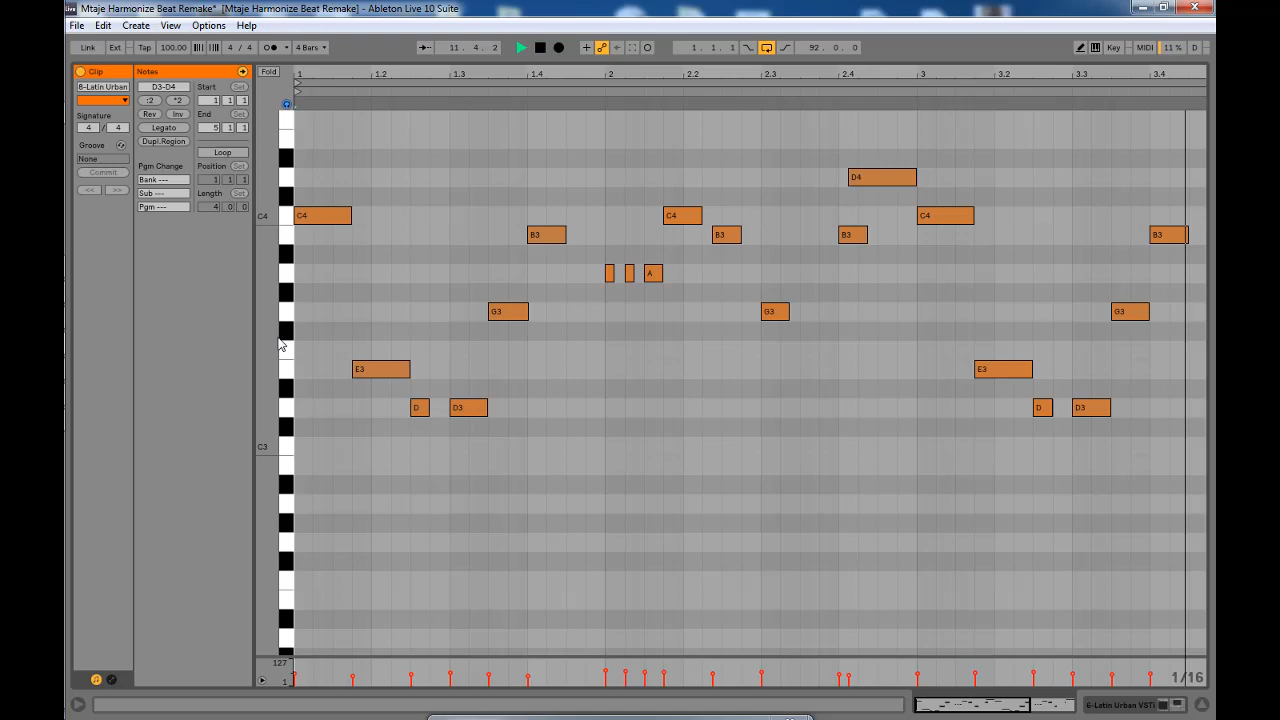 Mtaje Harmonize Beat Remake* [Mtaje Harmonize Beat Remake] - Ableton Live 10 Suite
File Edit Create View Options Help
Link Ext Tap 100.00 4 / 4 4 Bars 11. 4. 2 1. 1. 1 92. 0. 0 Key MIDI 11 % D
Clip Notes Fold 1 1.2 1.3 1.4 2 2.2 2.3 2.4 3 3.2 3.3 3.4
6-Latin Urban D3-D4 Start Set
:2 *2 1 1 1
Rev Inv End Set
Signature
4 / 4 Legato 5 1 1
Groove Dupl.Region
None Loop
Commit Pgm Change Position Set
Bank --- 1 1 1
<< >> Sub --- Length Set
Pgm --- 4 0 0
D4
C4 C4 C4 C4
B3 B3 B3 B3
A
G3 G3 G3
E3 E3
D D3 D D3
C3
127
1 1/16
6-Latin Urban VSTi